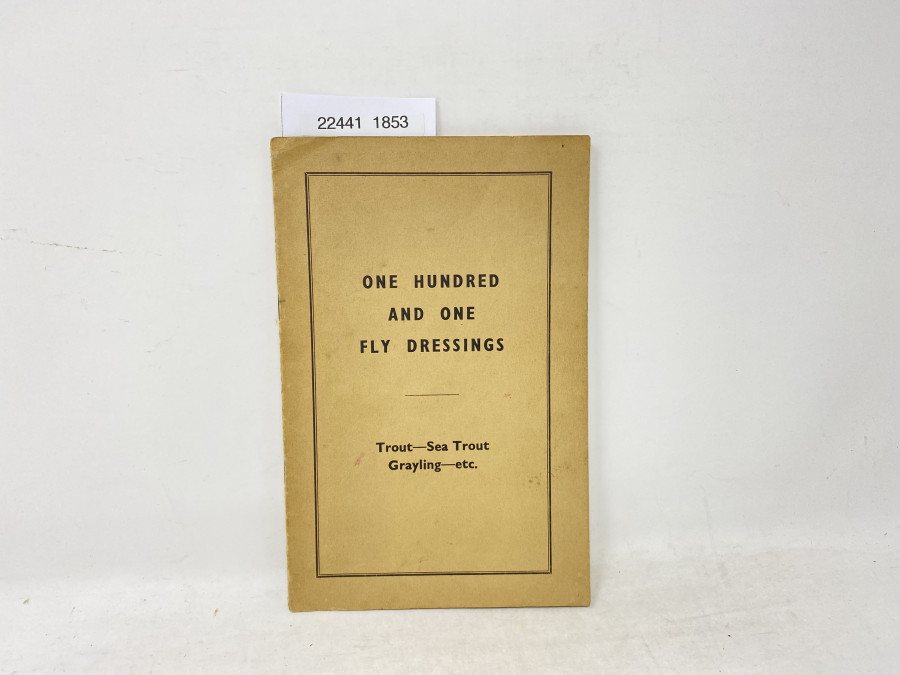 22441 1853
ONE HUNDRED
AND ONE
FLY DRESSINGS
Trout—Sea Trout
Grayling—etc.